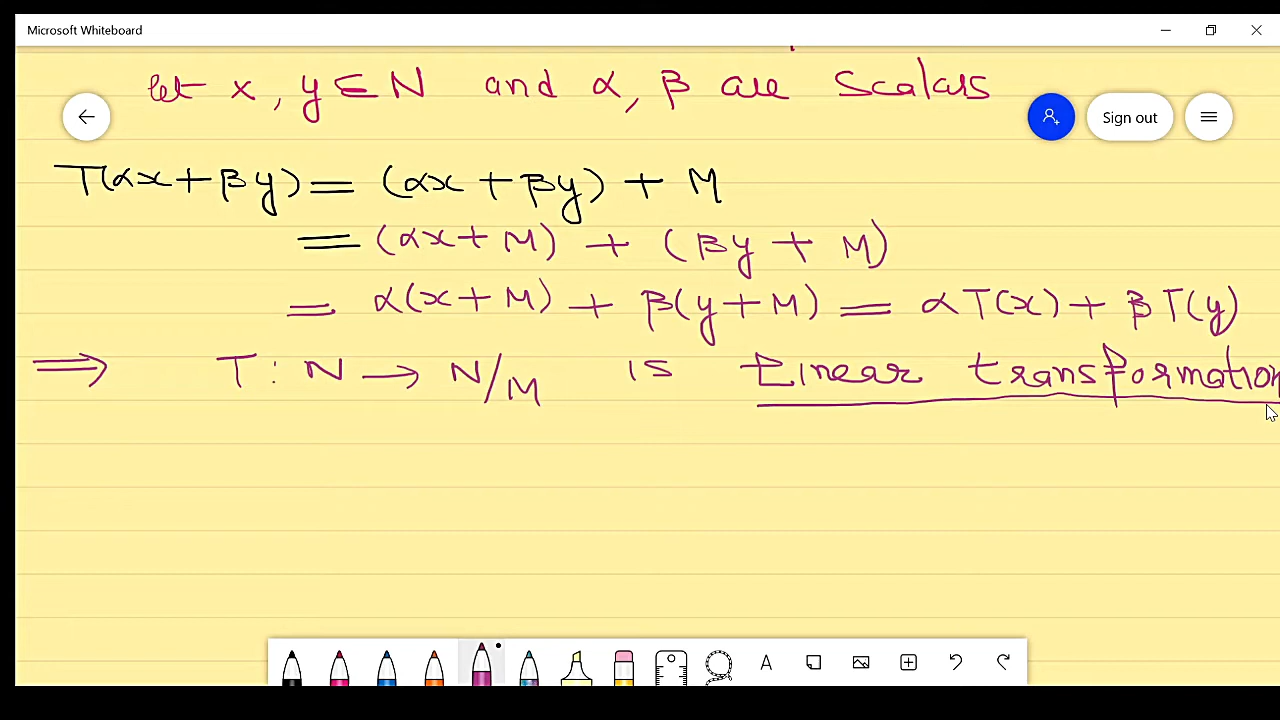 Microsoft Whiteboard
let x, y ∈ N and α, β are Scalars
Sign out
T(αx + βy) = (αx + βy) + M
= (αx + M) + (βy + M)
= α(x + M) + β(y + M) = αT(x) + βT(y)
⟹ T : N → N/M is Linear transformation
A